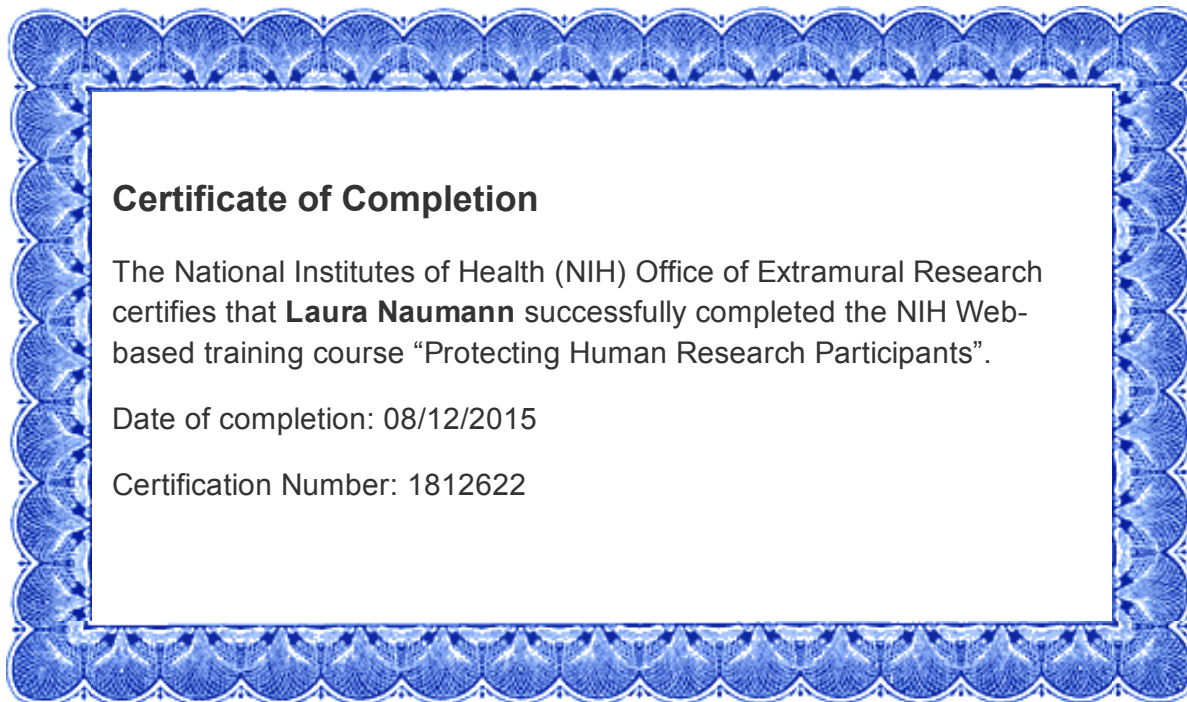 Certificate of Completion
The National Institutes of Health (NIH) Office of Extramural Research
certifies that Laura Naumann successfully completed the NIH Web-
based training course “Protecting Human Research Participants”.
Date of completion: 08/12/2015
Certification Number: 1812622